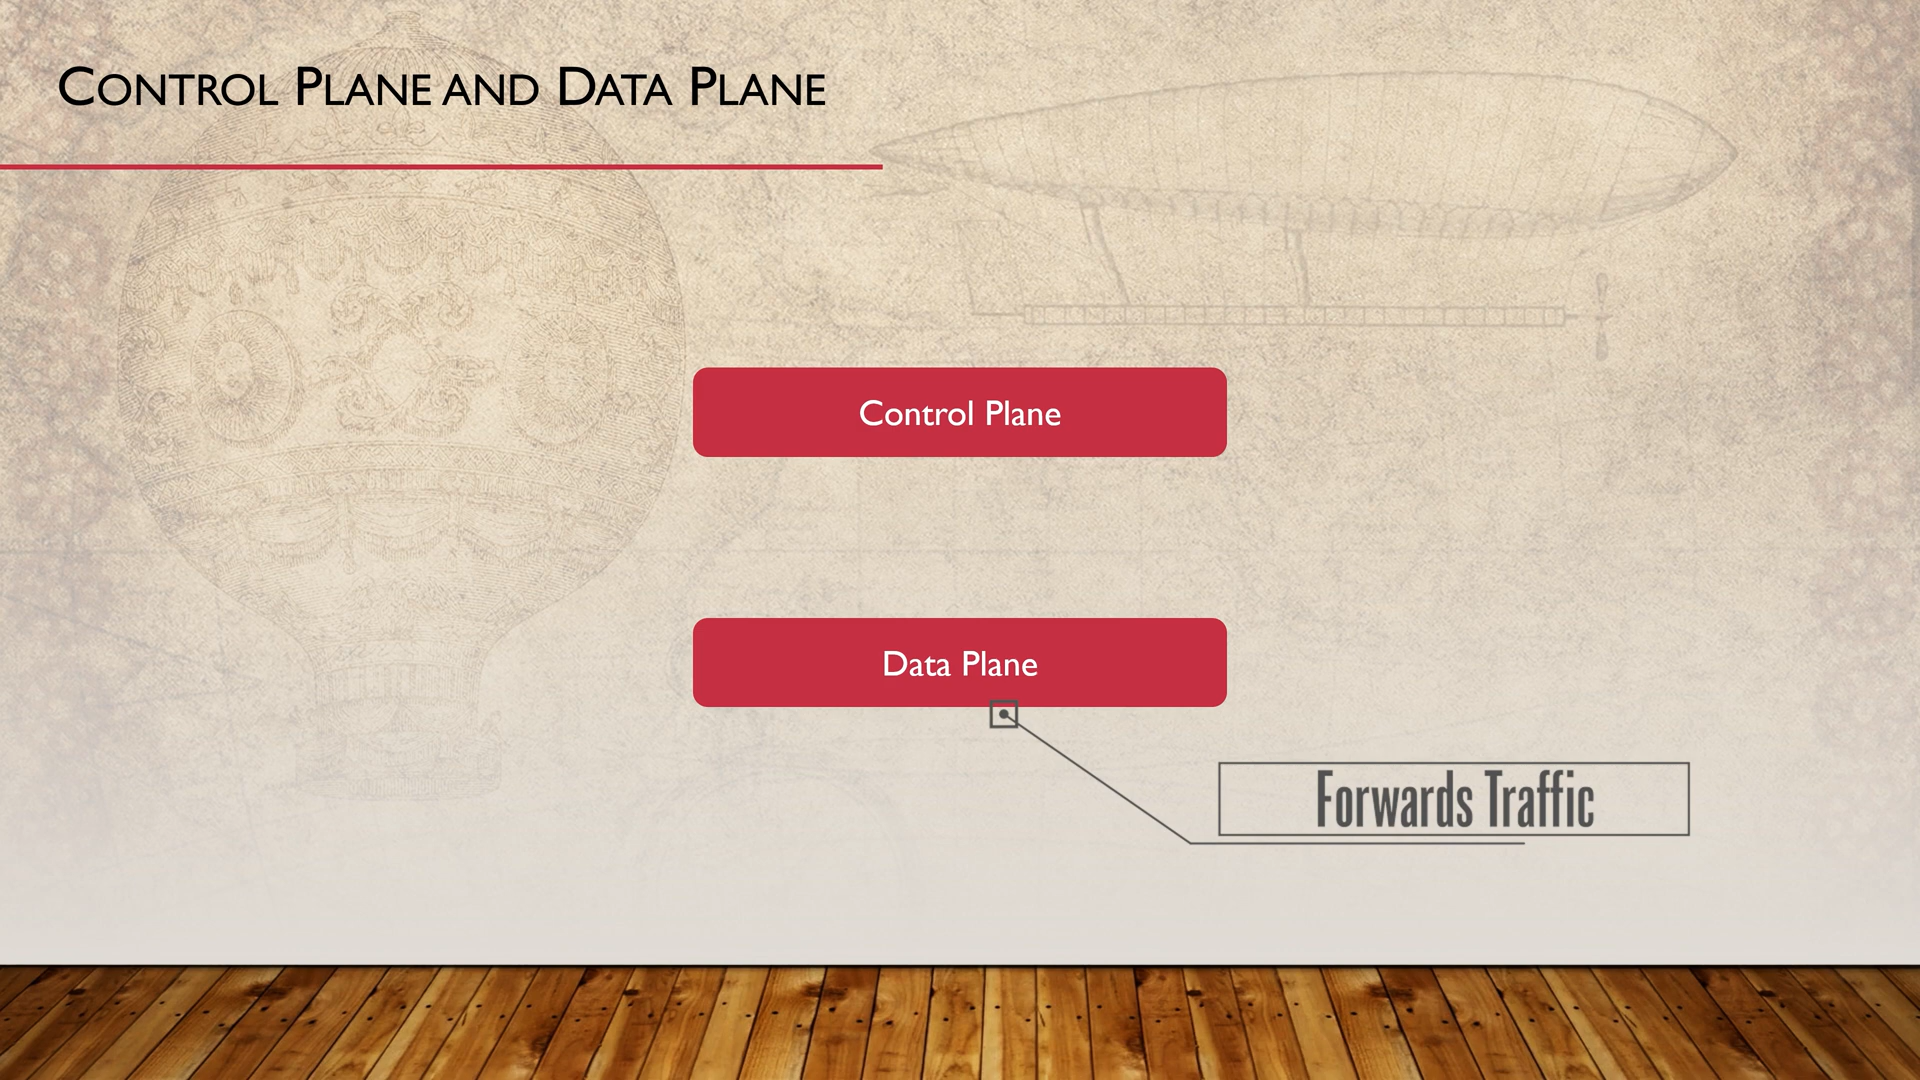 Control Plane and Data Plane
Control Plane
Data Plane
Forwards Traffic